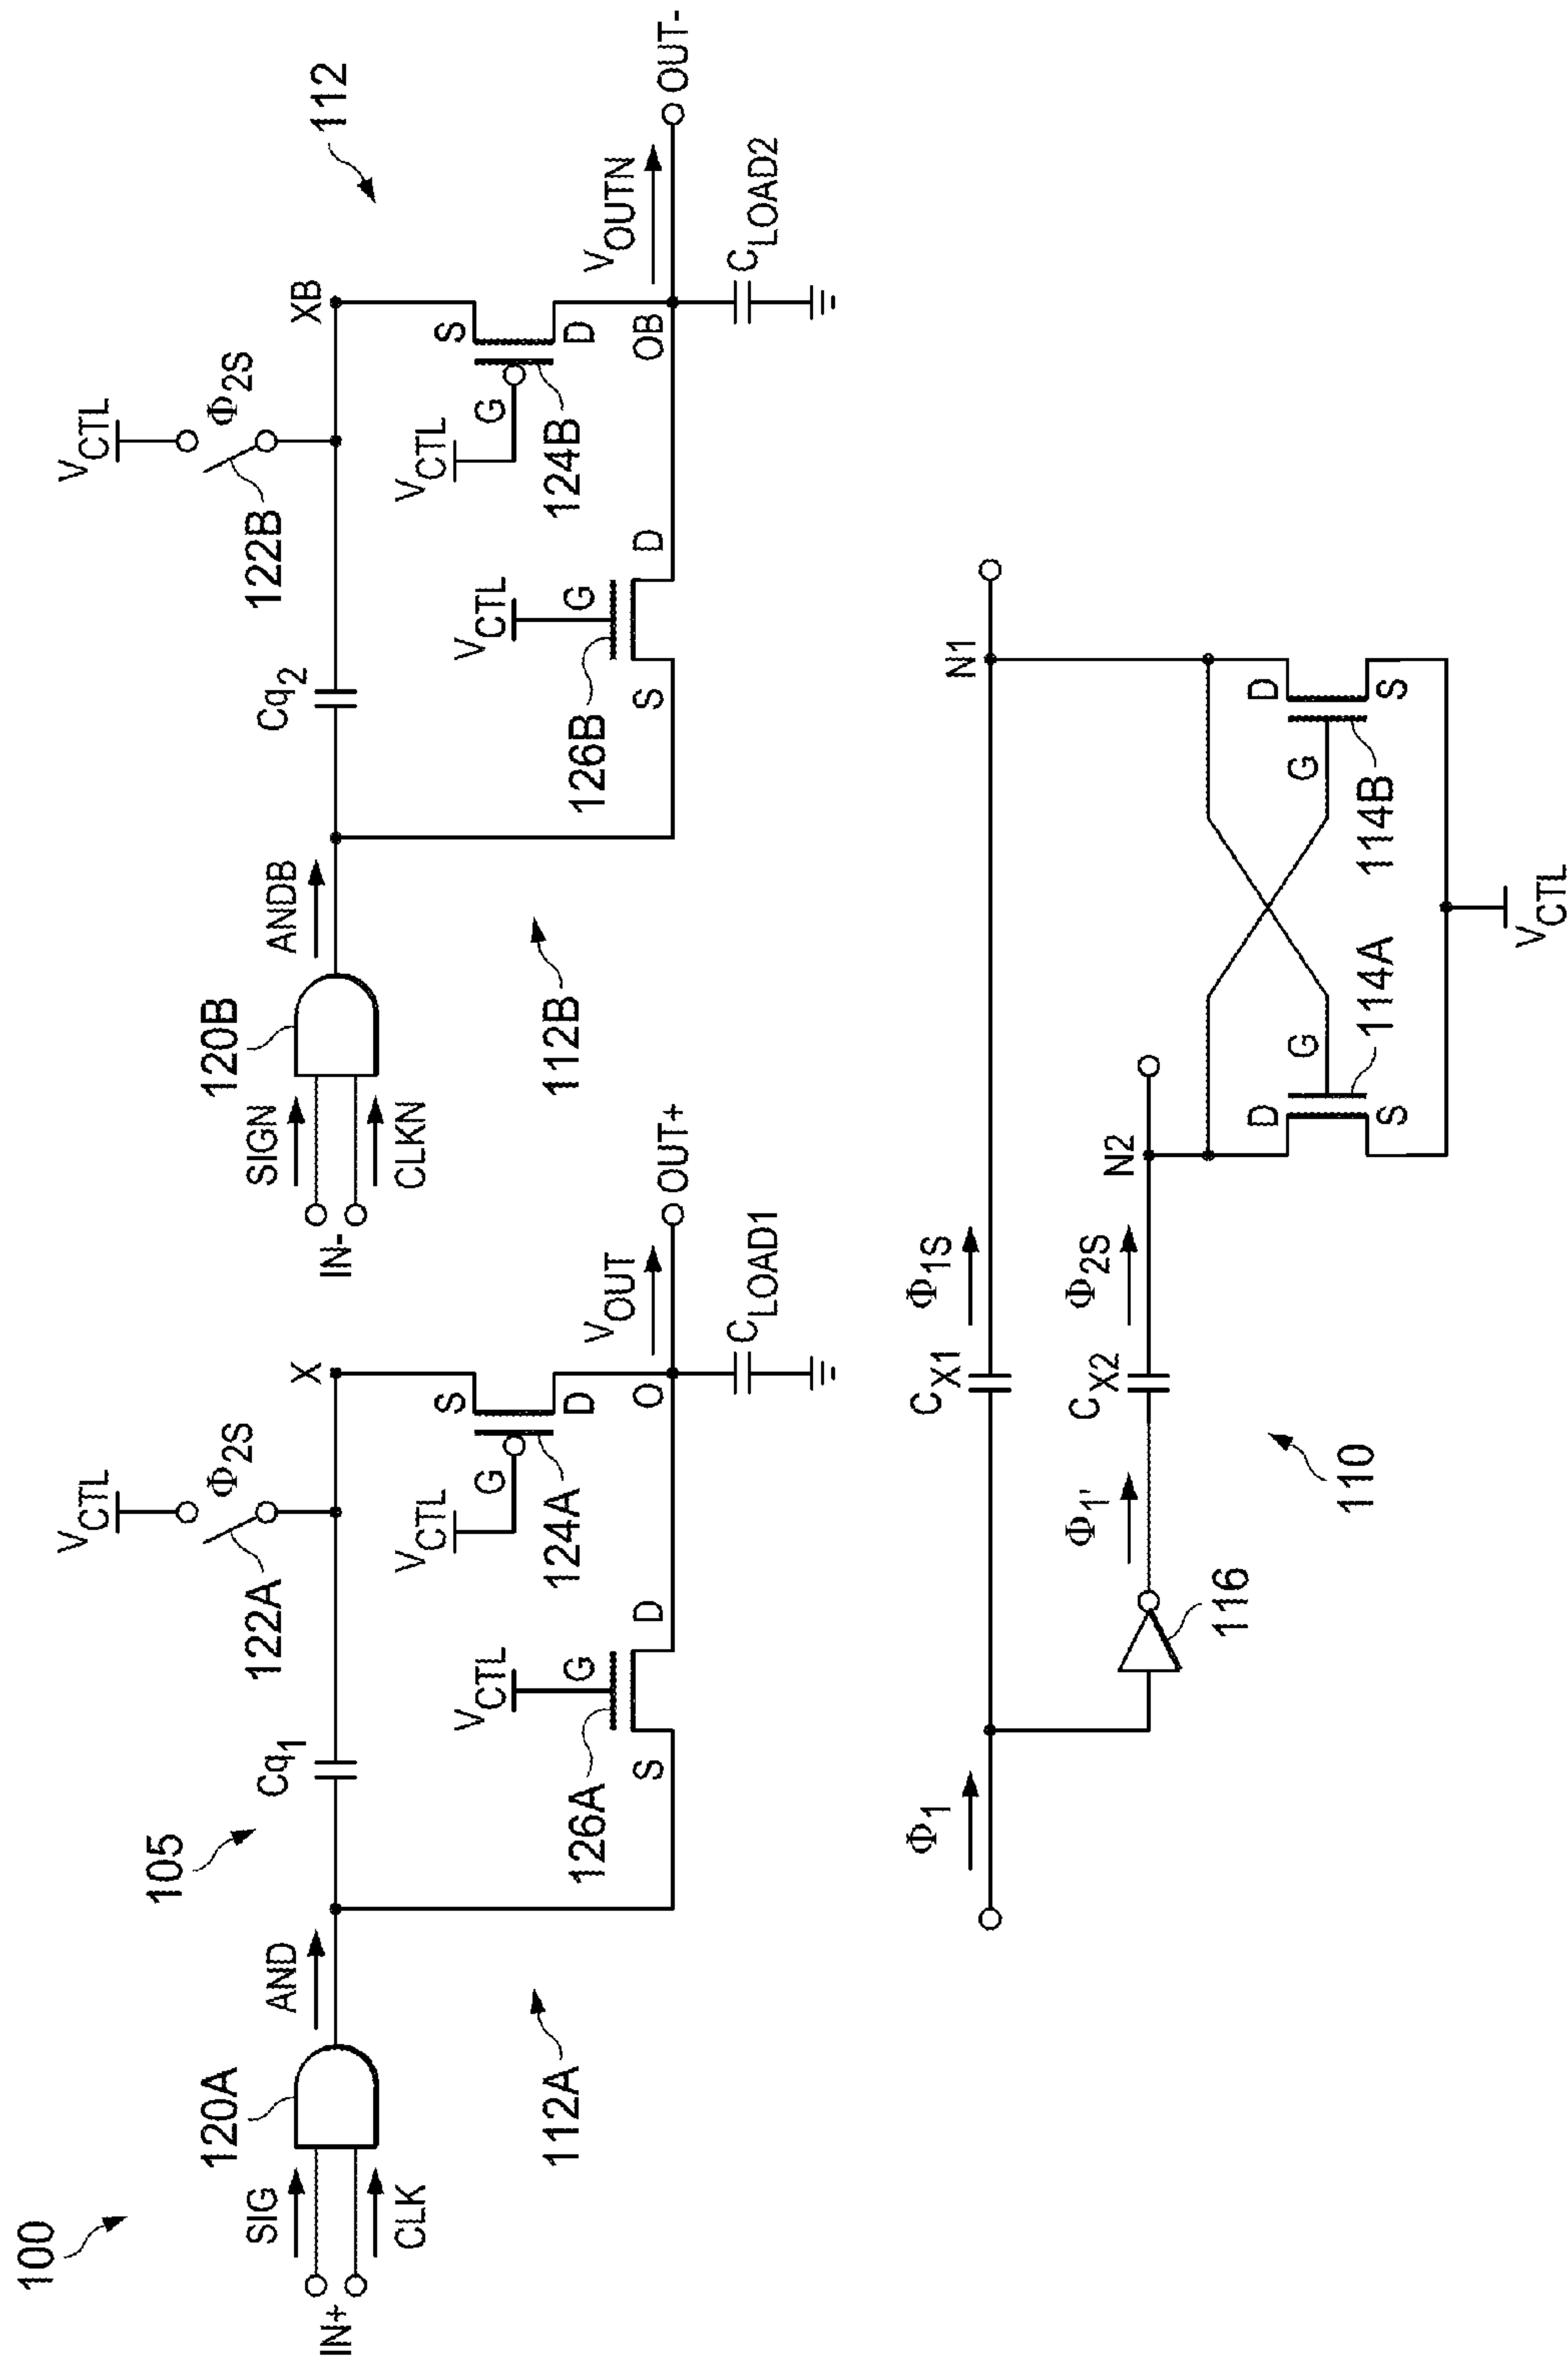 100
105
112
IN+
SIG
CLK
120A
AND
Cq1
122A
VCTL
Φ2S
X
S
D
G
VCTL
124A
126A
VCTL
G
S
D
O
VOUT
OUT+
CLOAD1
112A
IN-
SIGN
CLKN
120B
ANDB
Cq2
122B
VCTL
Φ2S
XB
S
D
G
VCTL
124B
126B
VCTL
G
S
D
OB
VOUTN
OUT-
CLOAD2
112B
Φ1
CX1
Φ1S
N1
116
Φ1'
CX2
Φ2S
N2
110
D
G
S
114A
D
G
S
114B
VCTL